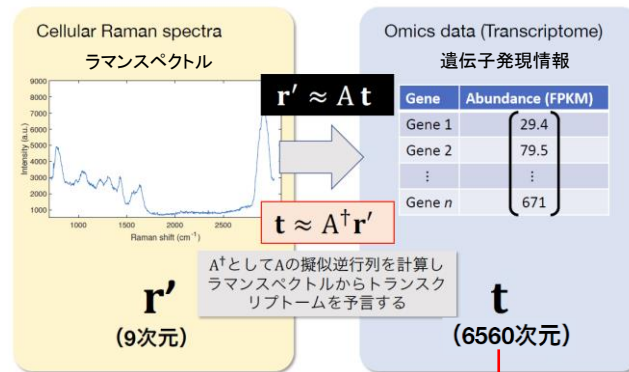 Cellular Raman spectra
ラマンスペクトル
9000
8000
7000
6000
5000
4000
3000
2000
1000
Intensity (a.u.)
1000
1500
2000
2500
Raman shift (cm⁻¹)
r′
(9次元)
r′ ≈ A t
t ≈ A†r′
A†としてAの擬似逆行列を計算し
ラマンスペクトルからトランスク
リプトームを予言する
Omics data (Transcriptome)
遺伝子発現情報
Gene Abundance (FPKM)
Gene 1 29.4
Gene 2 79.5
⋮ ⋮
Gene n 671
t
(6560次元)